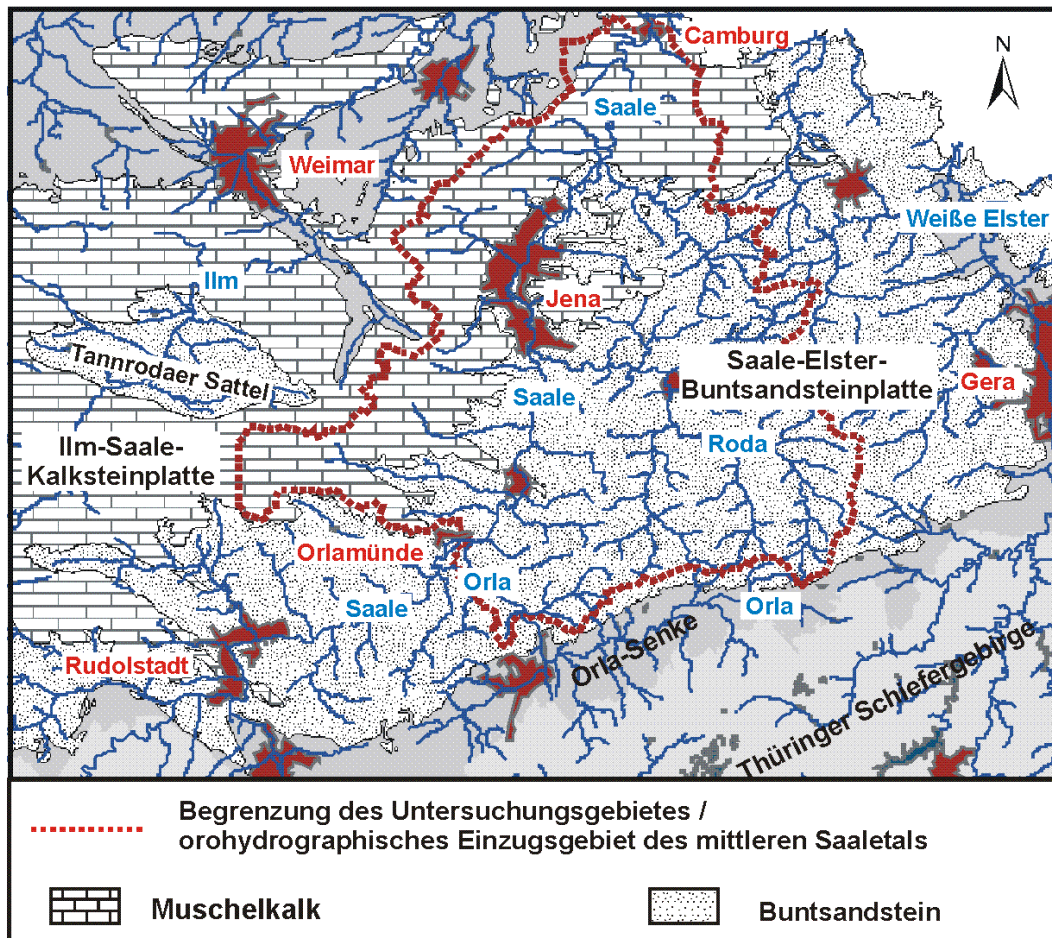 Camburg
N
Saale
Weimar
Weiße Elster
Ilm
Jena
Tannrodaer Sattel
Saale-Elster-
Buntsandsteinplatte
Saale
Gera
Ilm-Saale-
Kalksteinplatte
Roda
Orlamünde
Orla
Saale
Orla
Rudolstadt
Orla-Senke
Thüringer Schiefergebirge
Begrenzung des Untersuchungsgebietes /
orohydrographisches Einzugsgebiet des mittleren Saaletals
Muschelkalk
Buntsandstein